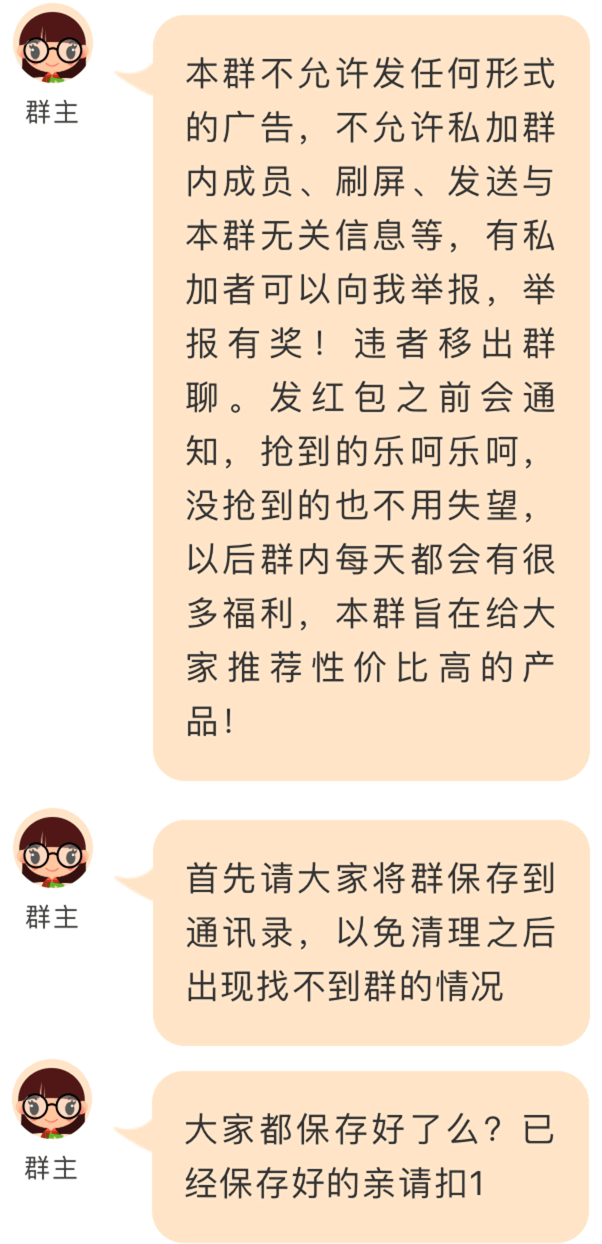 本群不允许发任何形式
的广告，不允许私加群
内成员、刷屏、发送与
本群无关信息等，有私
加者可以向我举报，举
报有奖！违者移出群
聊。发红包之前会通
知，抢到的乐呵乐呵，
没抢到的也不用失望，
以后群内每天都会有很
多福利，本群旨在给大
家推荐性价比高的产
品！
群主
首先请大家将群保存到
通讯录，以免清理之后
出现找不到群的情况
群主
大家都保存好了么？已
经保存好的亲请扣1
群主